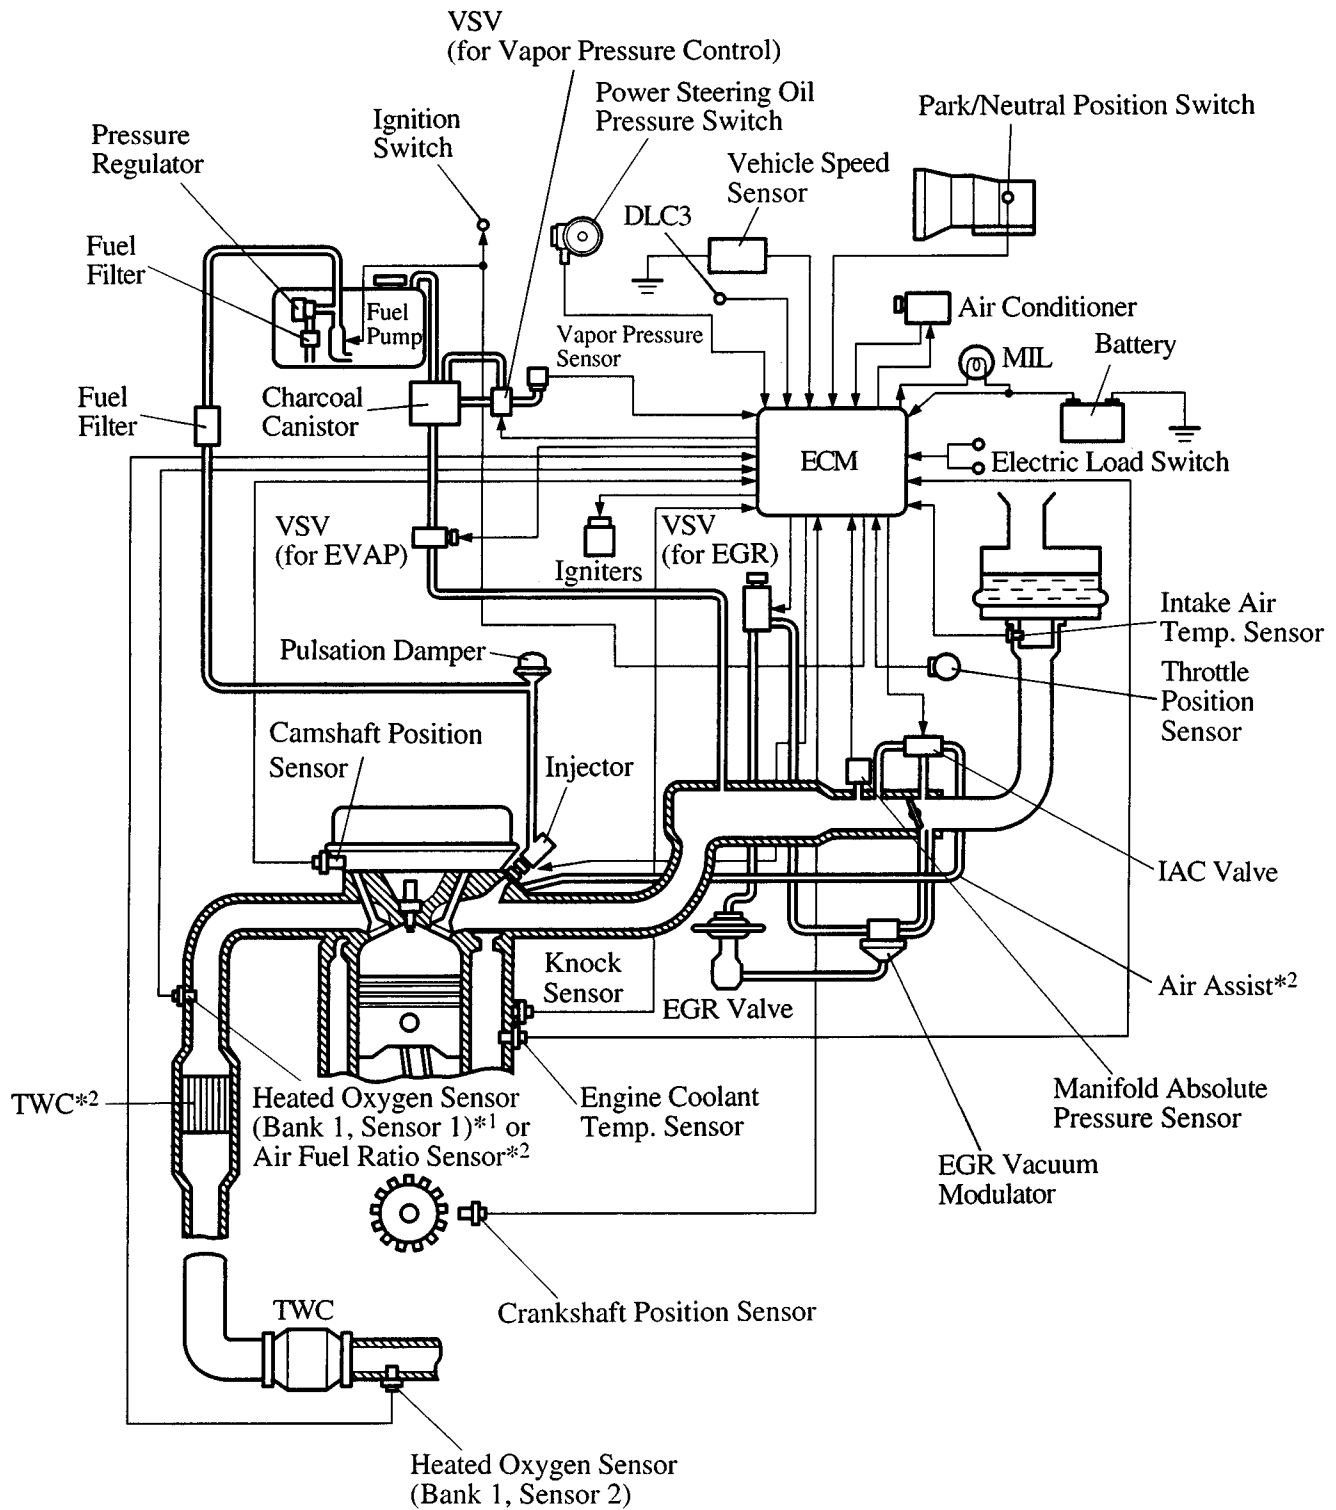 VSV
(for Vapor Pressure Control)
Power Steering Oil
Pressure Switch
Park/Neutral Position Switch
Ignition
Switch
Pressure
Regulator
Vehicle Speed
Sensor
DLC3
Fuel
Filter
Fuel
Pump
Air Conditioner
Vapor Pressure
Sensor
MIL
Battery
Fuel
Filter
Charcoal
Canistor
ECM
Electric Load Switch
VSV
(for EVAP)
Igniters
VSV
(for EGR)
Intake Air
Temp. Sensor
Pulsation Damper
Throttle
Position
Sensor
Camshaft Position
Sensor
Injector
IAC Valve
Knock
Sensor
EGR Valve
Air Assist*2
TWC*2
Heated Oxygen Sensor
(Bank 1, Sensor 1)*1 or
Air Fuel Ratio Sensor*2
Engine Coolant
Temp. Sensor
Manifold Absolute
Pressure Sensor
EGR Vacuum
Modulator
Crankshaft Position Sensor
TWC
Heated Oxygen Sensor
(Bank 1, Sensor 2)